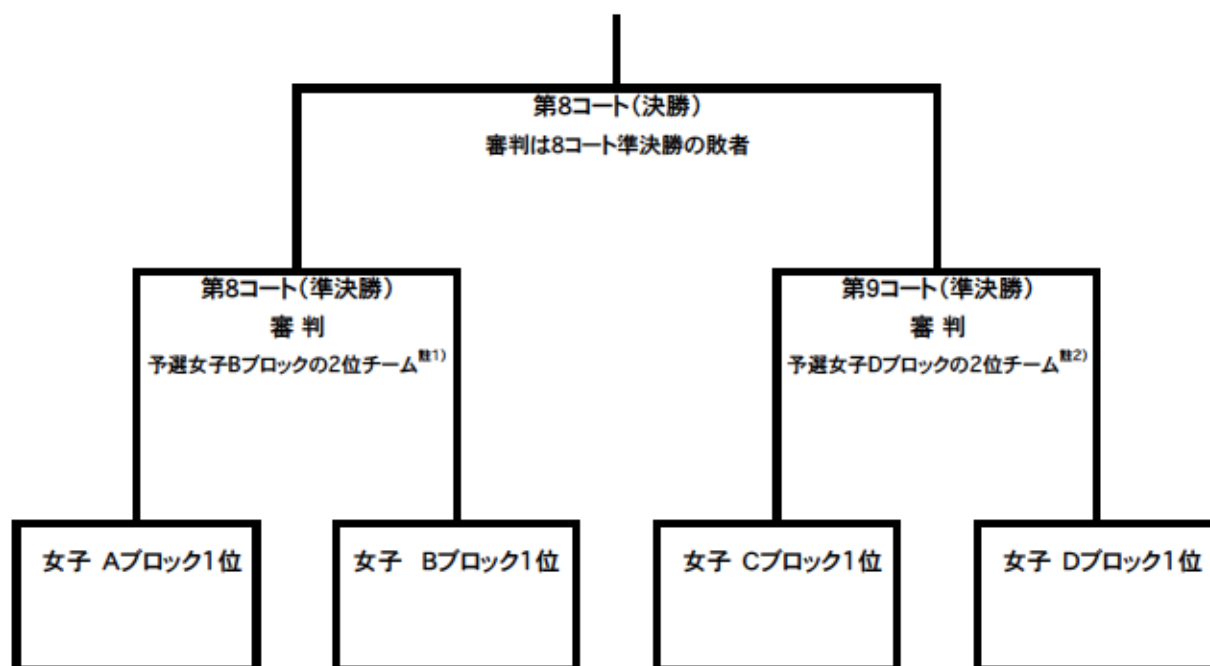 第8コート(決勝)
審判は8コート準決勝の敗者
第8コート(準決勝)
審 判
予選女子Bブロックの2位チーム註1)
第9コート(準決勝)
審 判
予選女子Dブロックの2位チーム註2)
女子 Aブロック1位
女子 Bブロック1位
女子 Cブロック1位
女子 Dブロック1位